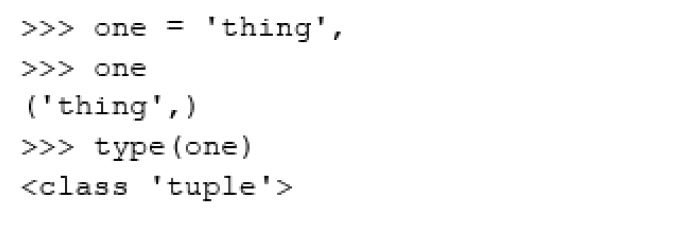 >>> one = 'thing',
>>> one
('thing',)
>>> type(one)
<class 'tuple'>